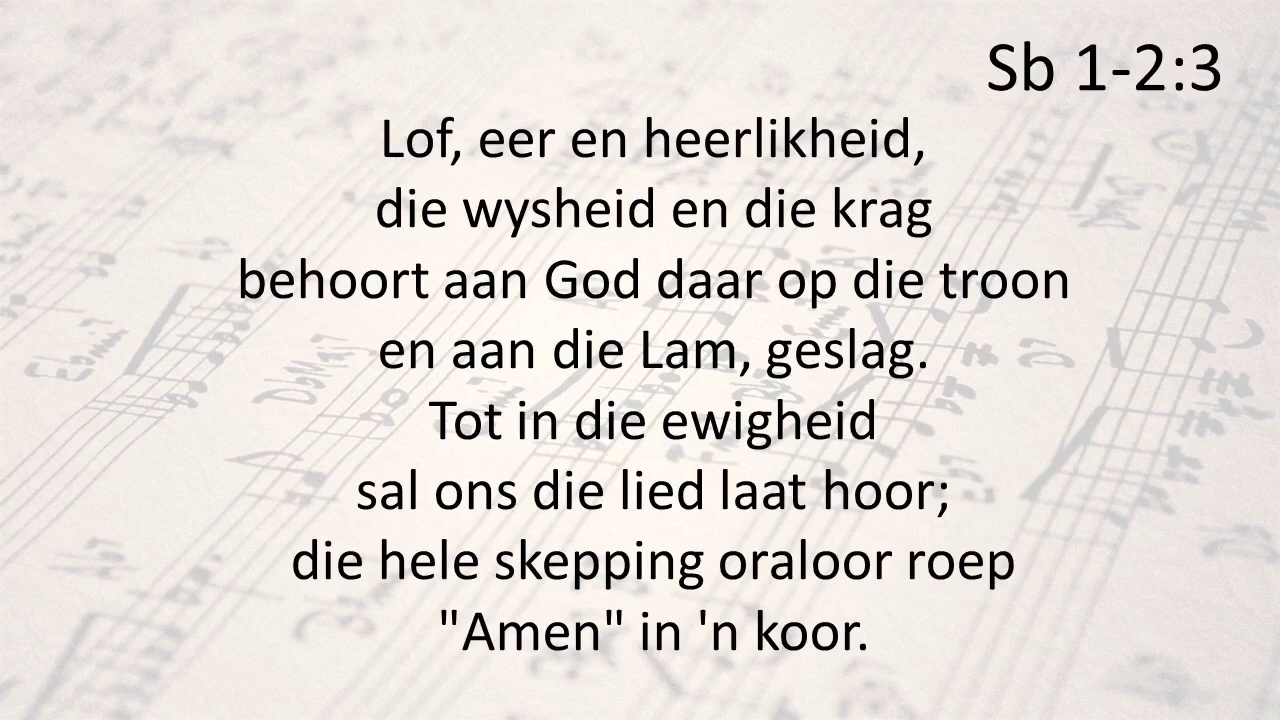 Sb 1-2:3
Lof, eer en heerlikheid,
die wysheid en die krag
behoort aan God daar op die troon
en aan die Lam, geslag.
Tot in die ewigheid
sal ons die lied laat hoor;
die hele skepping oraloor roep
"Amen" in 'n koor.